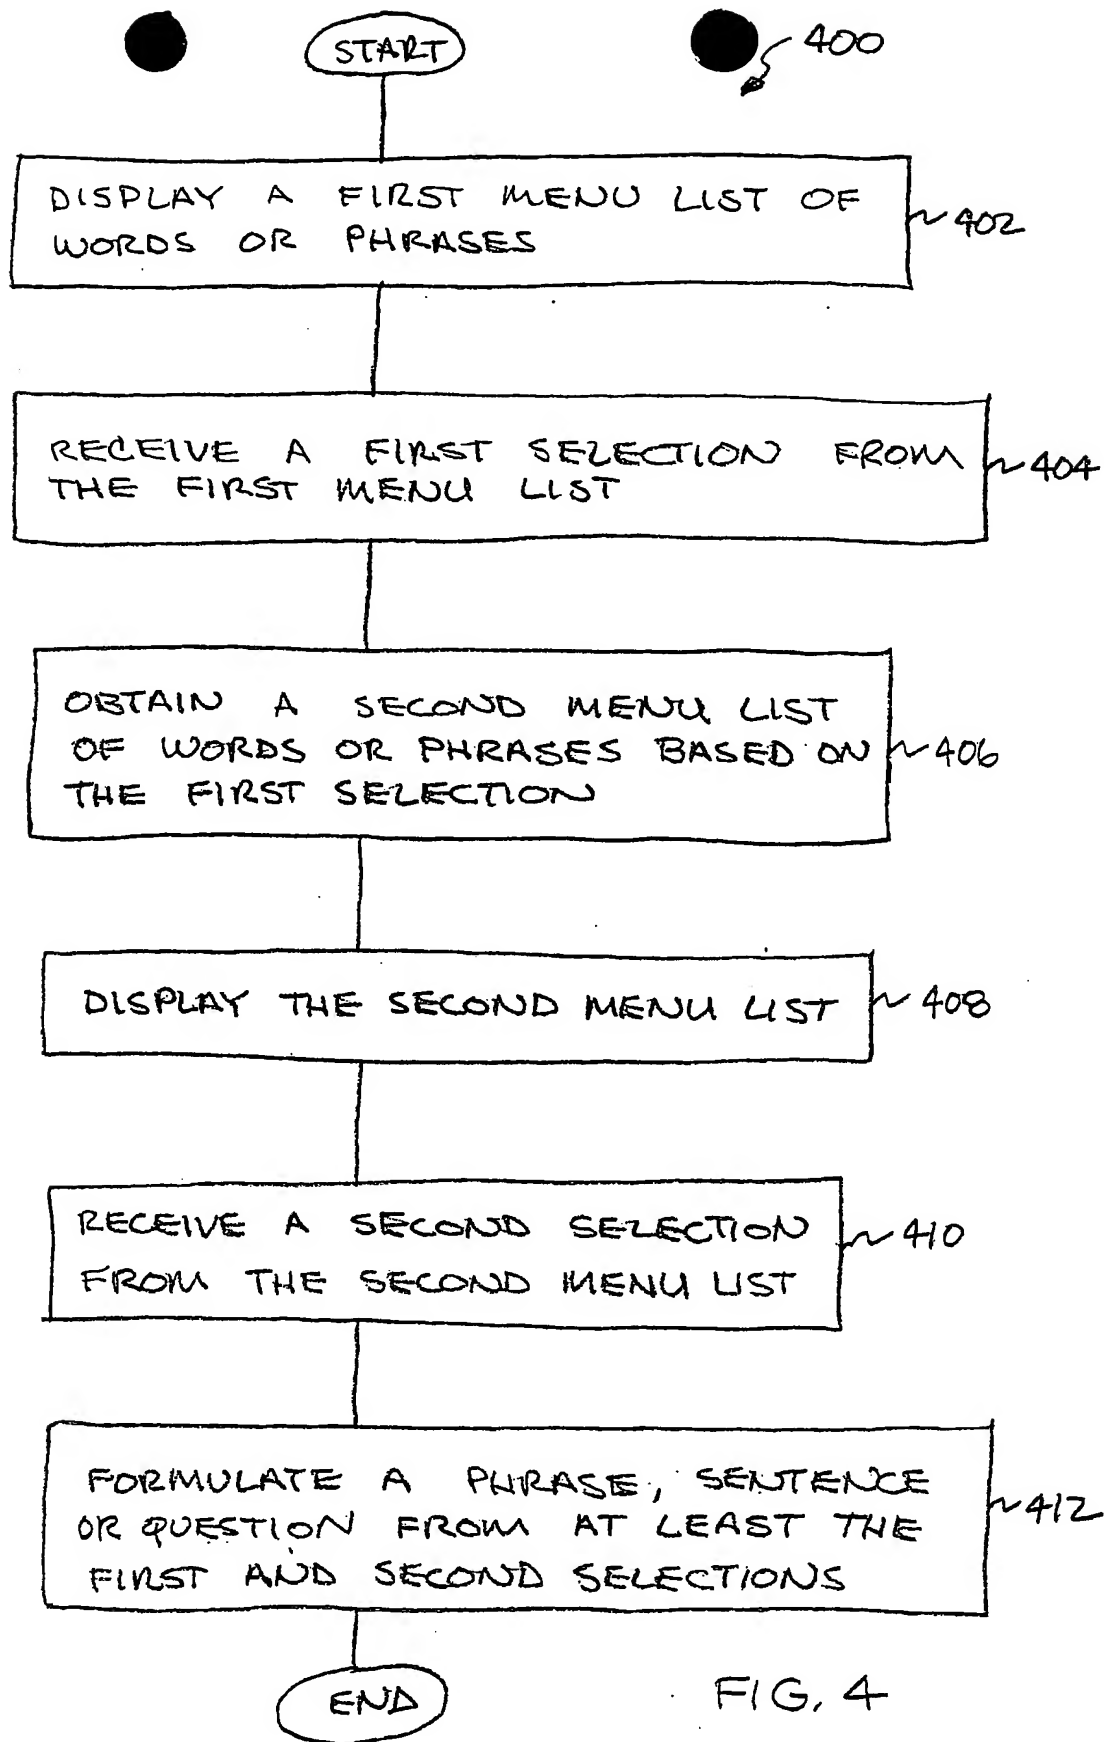 START
400
DISPLAY A FIRST MENU LIST OF
WORDS OR PHRASES
402
RECEIVE A FIRST SELECTION FROM
THE FIRST MENU LIST
404
OBTAIN A SECOND MENU LIST
OF WORDS OR PHRASES BASED ON
THE FIRST SELECTION
406
DISPLAY THE SECOND MENU LIST
408
RECEIVE A SECOND SELECTION
FROM THE SECOND MENU LIST
410
FORMULATE A PHRASE, SENTENCE
OR QUESTION FROM AT LEAST THE
FIRST AND SECOND SELECTIONS
412
END
FIG. 4